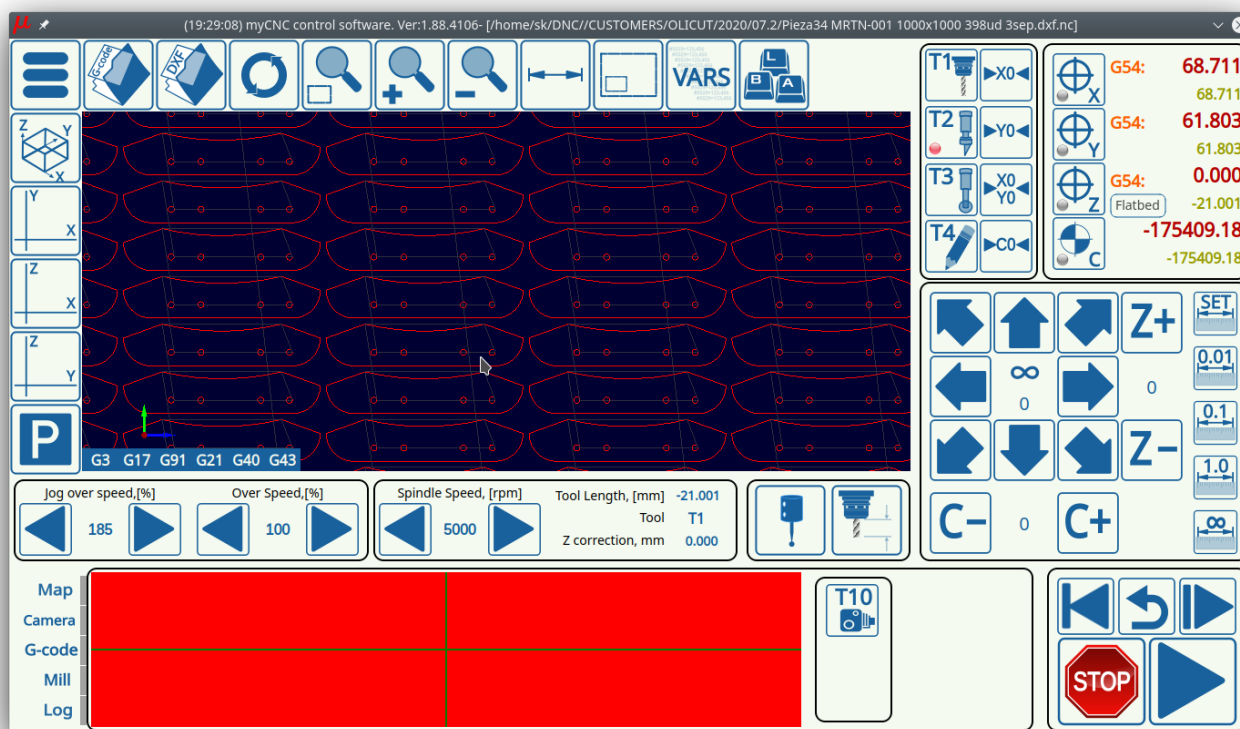 (19:29:08) myCNC control software. Ver:1.88.4106- [/home/sk/DNC//CUSTOMERS/OLICUT/2020/07.2/Pieza34 MRTN-001 1000x1000 398ud 3sep.dxf.nc]
G-code
DXF
VARS
L
B A
T1
X0
T2
Y0
T3
X0
Y0
T4
C0
X
G54: 68.711
68.711
Y
G54: 61.803
61.803
Z
G54: 0.000
Flatbed -21.001
C
-175409.18
-175409.18
Z Y
X
Y
X
Z
X
Z
Y
P
G3 G17 G91 G21 G40 G43
Z+
∞
0
0
Z−
C−
0
C+
SET
0.01
0.1
1.0
∞
Jog over speed,[%]
185
Over Speed,[%]
100
Spindle Speed, [rpm]
5000
Tool Length, [mm] -21.001
Tool T1
Z correction, mm 0.000
Map
Camera
G-code
Mill
Log
T10
STOP